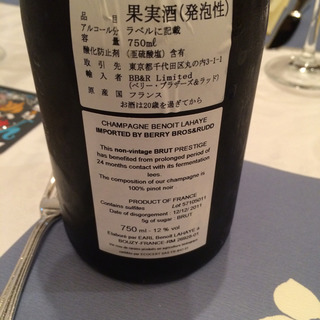 品名 果実酒(発泡性)
アルコール分 ラベルに記載
容量 750mℓ
酸化防止剤 (亜硫酸塩) 含有
取引先 東京都千代田区丸の内3-1-1
輸入者 BB&R Limited
(ベリー・ブラザーズ&ラッド)
原産国 フランス
お酒は20歳を過ぎてから
CHAMPAGNE BENOIT LAHAYE
IMPORTED BY BERRY BROS&RUDD
This non-vintage BRUT PRESTIGE
has benefited from prolonged period of
24 months contact with its fermentation
lees.
The composition of our champagne is
100% pinot noir
PRODUCT OF FRANCE
Contains sulfites Lot
Date of disgorgement 12/12/ 2011
5g of sugar BRUT
750 ml - 12 % vol
Elaboré par EARL Benoît LAHAYE à
BOUZY-FRANCE-RM